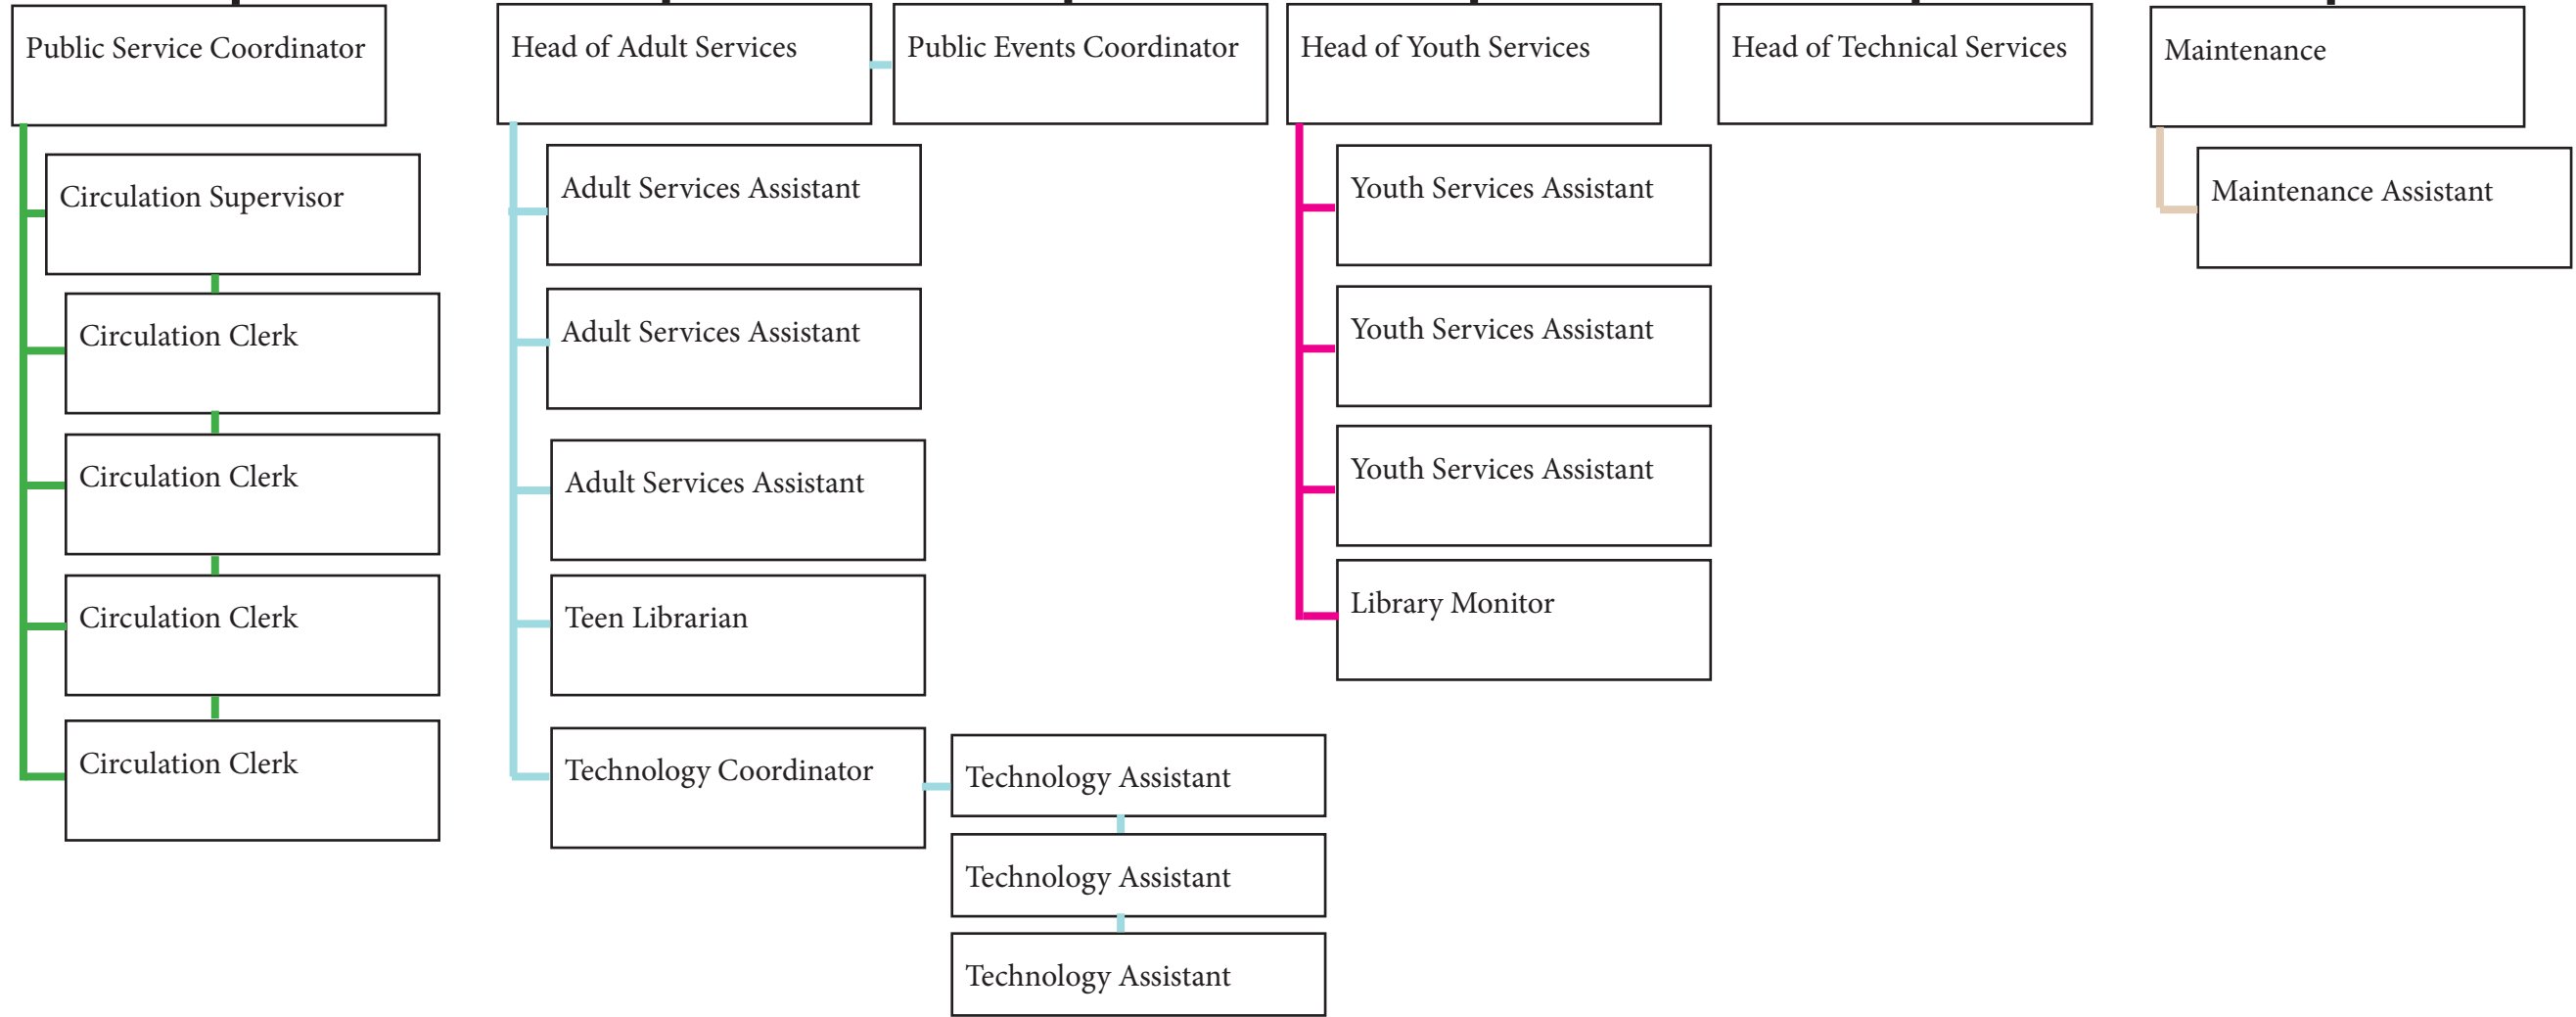 Public Service Coordinator
Circulation Supervisor
Circulation Clerk
Circulation Clerk
Circulation Clerk
Circulation Clerk
Head of Adult Services
Adult Services Assistant
Adult Services Assistant
Adult Services Assistant
Teen Librarian
Technology Coordinator
Technology Assistant
Technology Assistant
Technology Assistant
Public Events Coordinator
Head of Youth Services
Youth Services Assistant
Youth Services Assistant
Youth Services Assistant
Library Monitor
Head of Technical Services
Maintenance
Maintenance Assistant